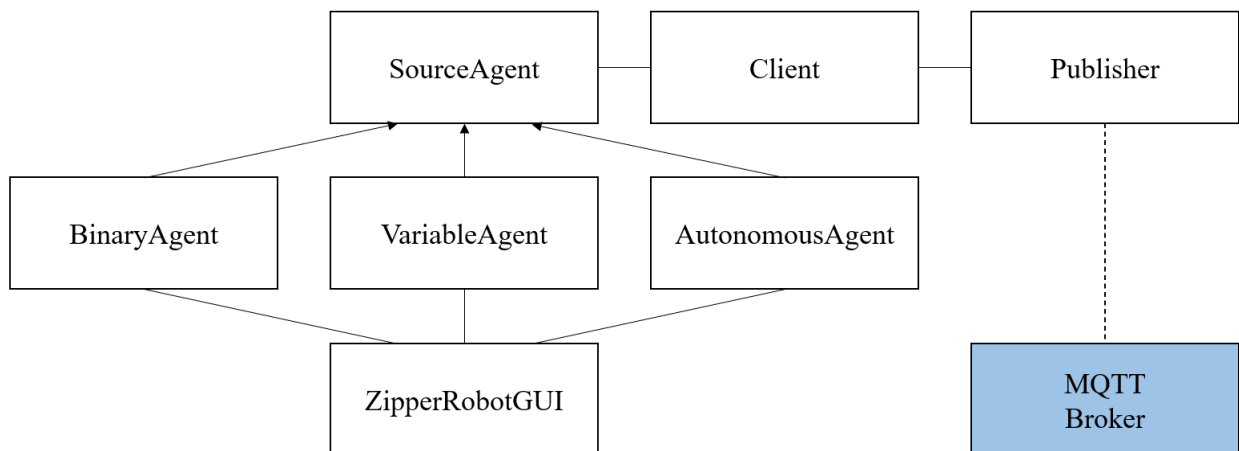 SourceAgent
Client
Publisher
BinaryAgent
VariableAgent
AutonomousAgent
ZipperRobotGUI
MQTT
Broker